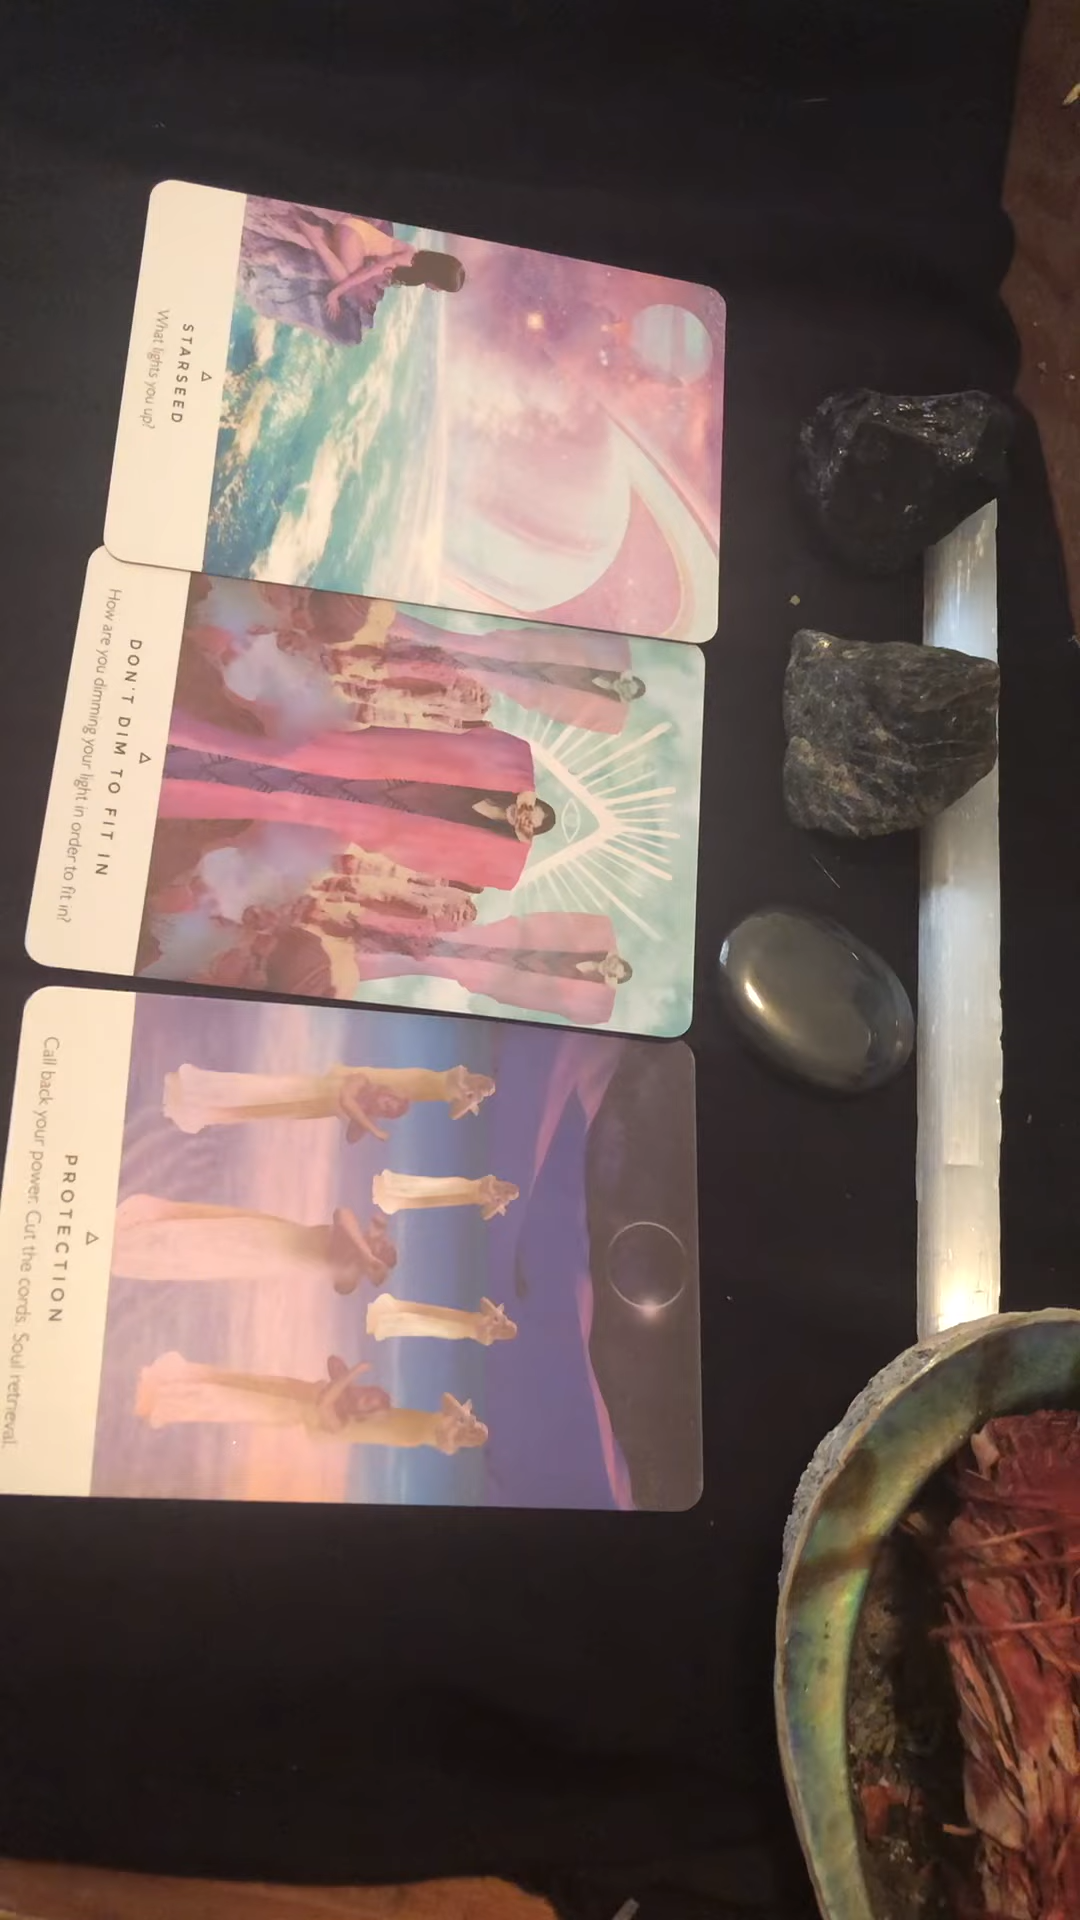 STARSEED
What lights you up?
DON'T DIM TO FIT IN
How are you dimming your light in order to fit in?
PROTECTION
Call back your power. Cut the cords. Soul retrieval.